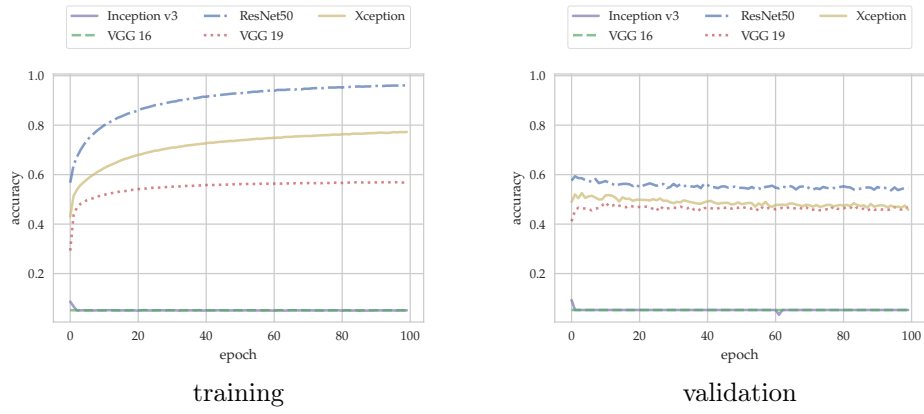 Inception v3 ResNet50 Xception
VGG 16 VGG 19
1.0
0.8
0.6
0.4
0.2
accuracy
0 20 40 60 80 100
epoch
training
Inception v3 ResNet50 Xception
VGG 16 VGG 19
1.0
0.8
0.6
0.4
0.2
accuracy
0 20 40 60 80 100
epoch
validation